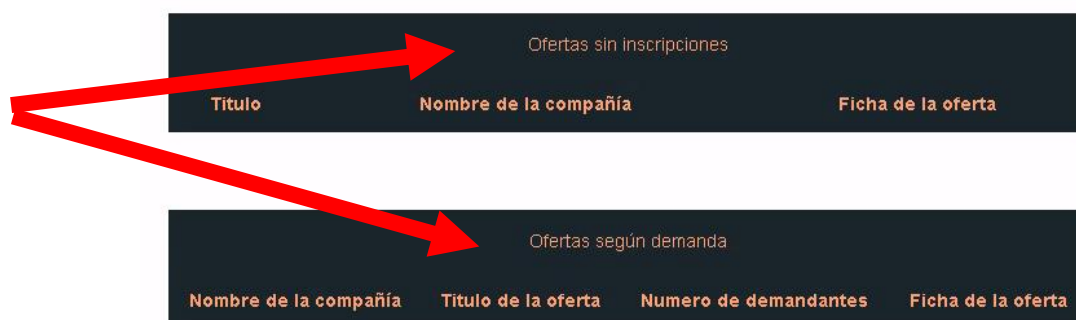 Ofertas sin inscripciones
Titulo Nombre de la compañía Ficha de la oferta
Ofertas según demanda
Nombre de la compañía Titulo de la oferta Numero de demandantes Ficha de la oferta